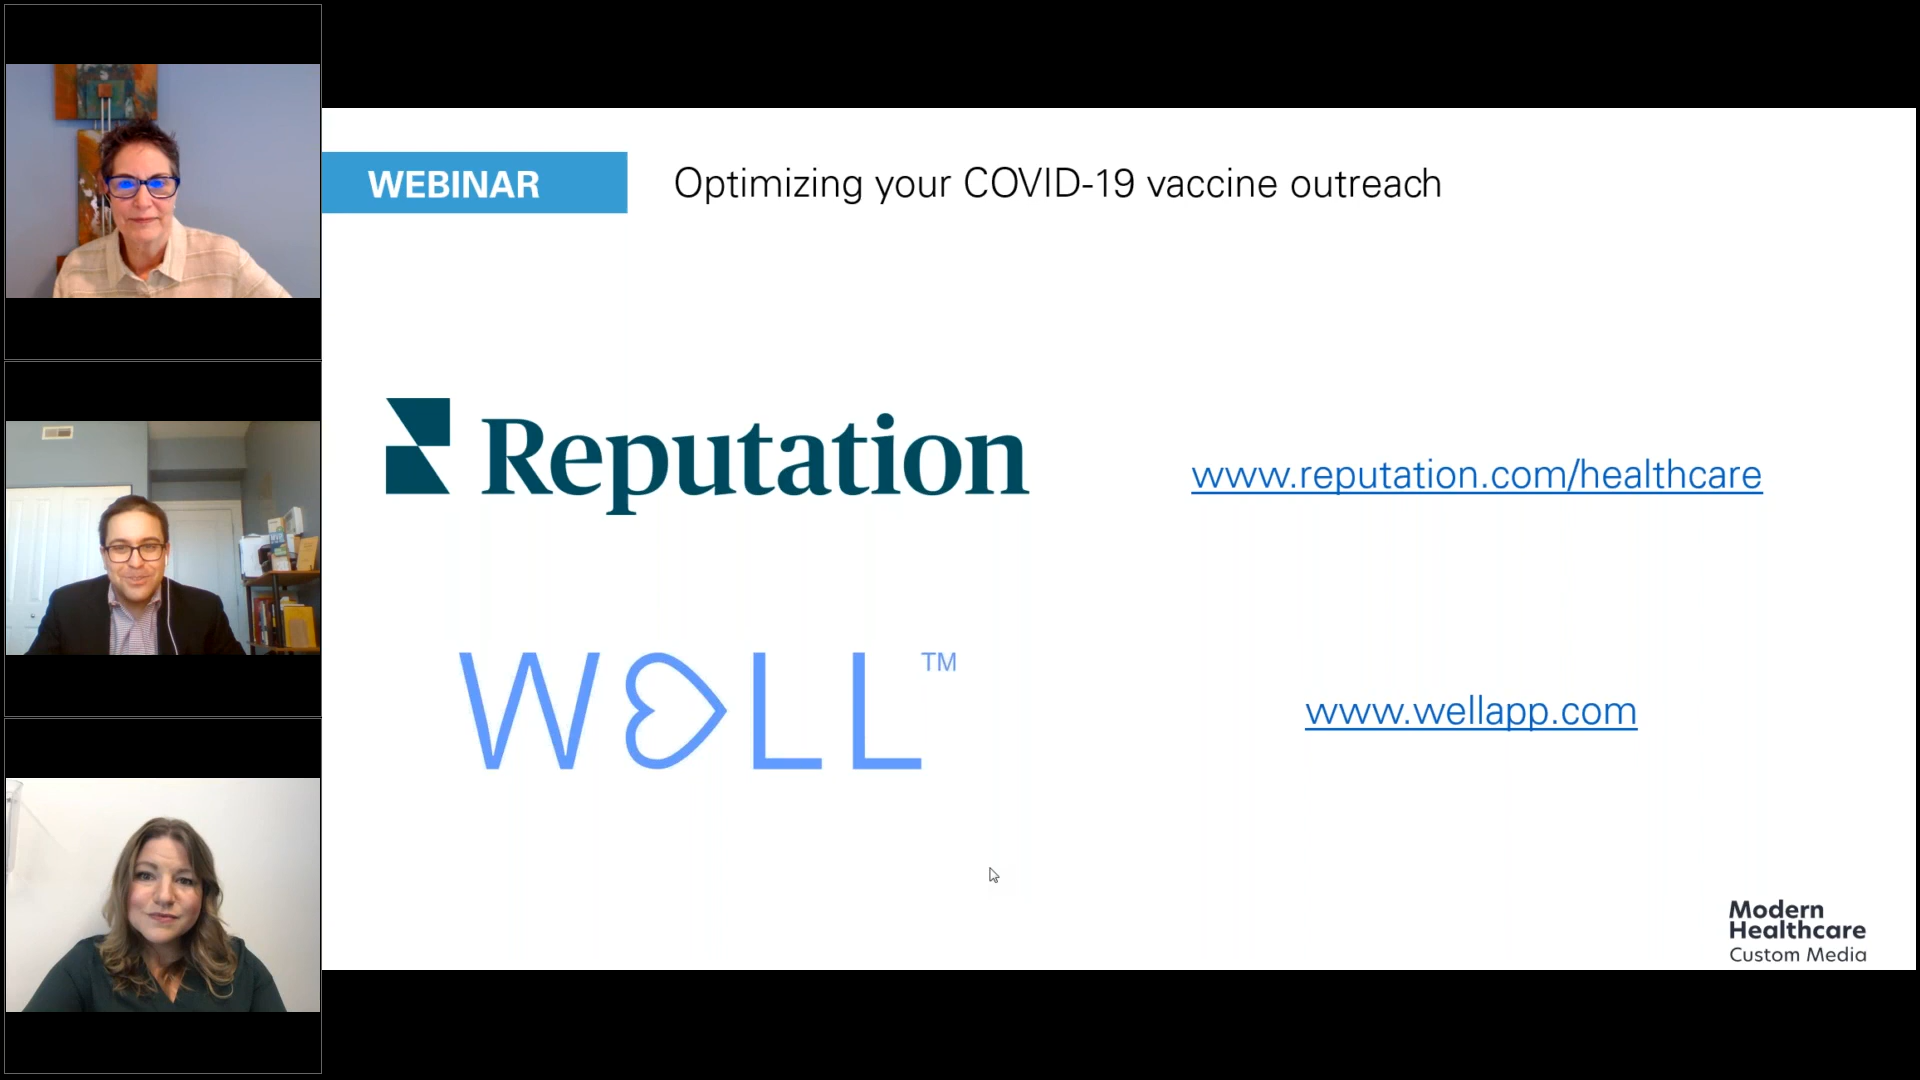 WEBINAR
Optimizing your COVID-19 vaccine outreach
Reputation
www.reputation.com/healthcare
WELL™
www.wellapp.com
Modern
Healthcare
Custom Media